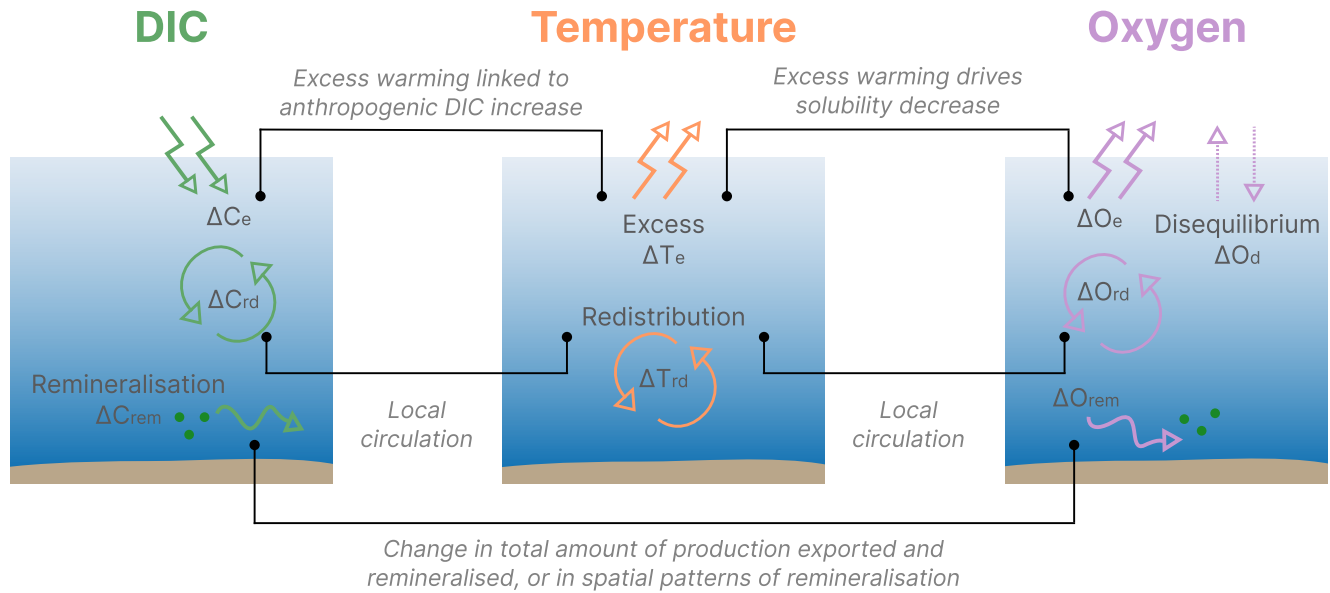 DIC
Temperature
Oxygen
Excess warming linked to
anthropogenic DIC increase
Excess warming drives
solubility decrease
ΔCe
Excess
ΔTe
ΔOe
Disequilibrium
ΔOd
ΔCrd
Redistribution
ΔTrd
ΔOrd
Remineralisation
ΔCrem
Local
circulation
Local
circulation
ΔOrem
Change in total amount of production exported and
remineralised, or in spatial patterns of remineralisation